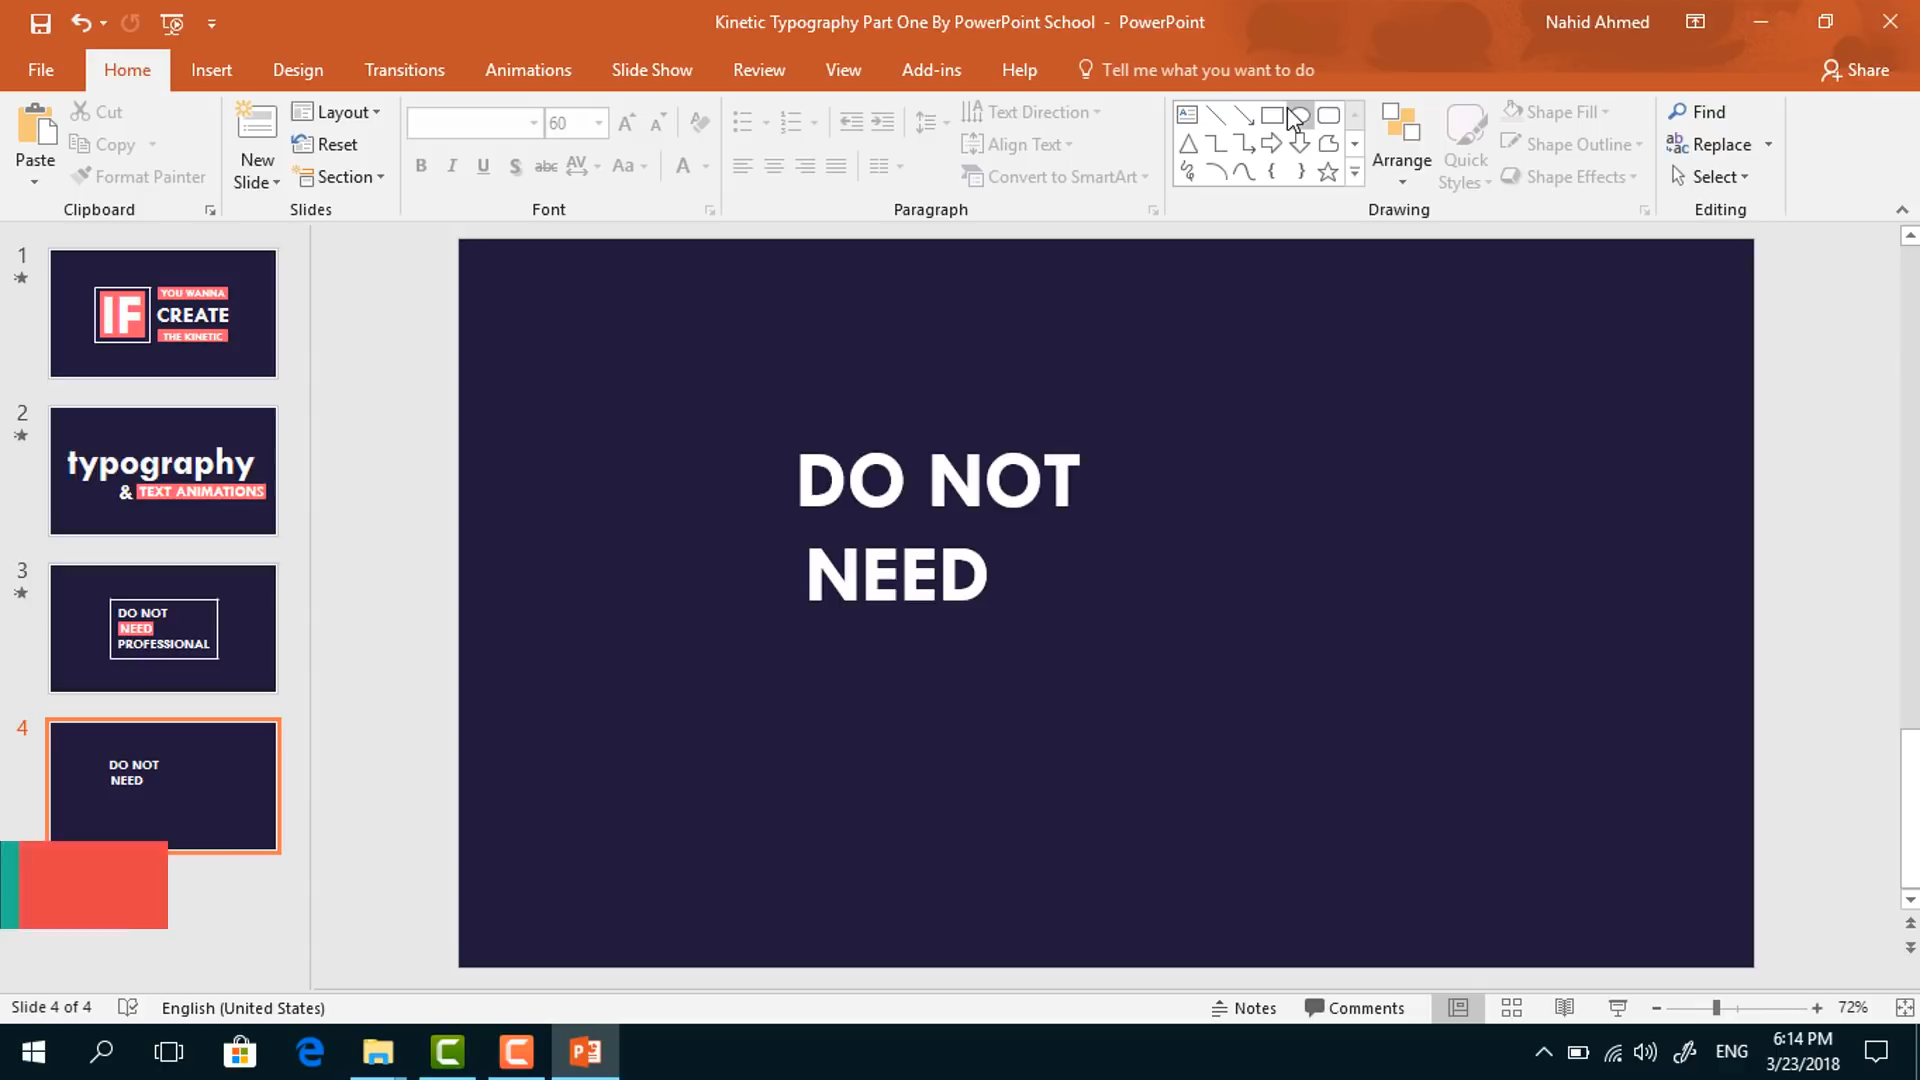 Kinetic Typography Part One By PowerPoint School - PowerPoint
Nahid Ahmed
File Home Insert Design Transitions Animations Slide Show Review View Add-ins Help Tell me what you want to do Share
Paste
Cut
Copy
Format Painter
Clipboard
New Slide
Layout
Reset
Section
Slides
60
B I U S abc AV Aa A
Font
Text Direction
Align Text
Convert to SmartArt
Paragraph
Arrange
Quick Styles
Shape Fill
Shape Outline
Shape Effects
Drawing
Find
Replace
Select
Editing
1
IF
YOU WANNA
CREATE
THE KINETIC
2
typography
& TEXT ANIMATIONS
3
DO NOT
NEED
PROFESSIONAL
4
DO NOT
NEED
DO NOT
NEED
Slide 4 of 4 English (United States) Notes Comments 72%
ENG
6:14 PM
3/23/2018